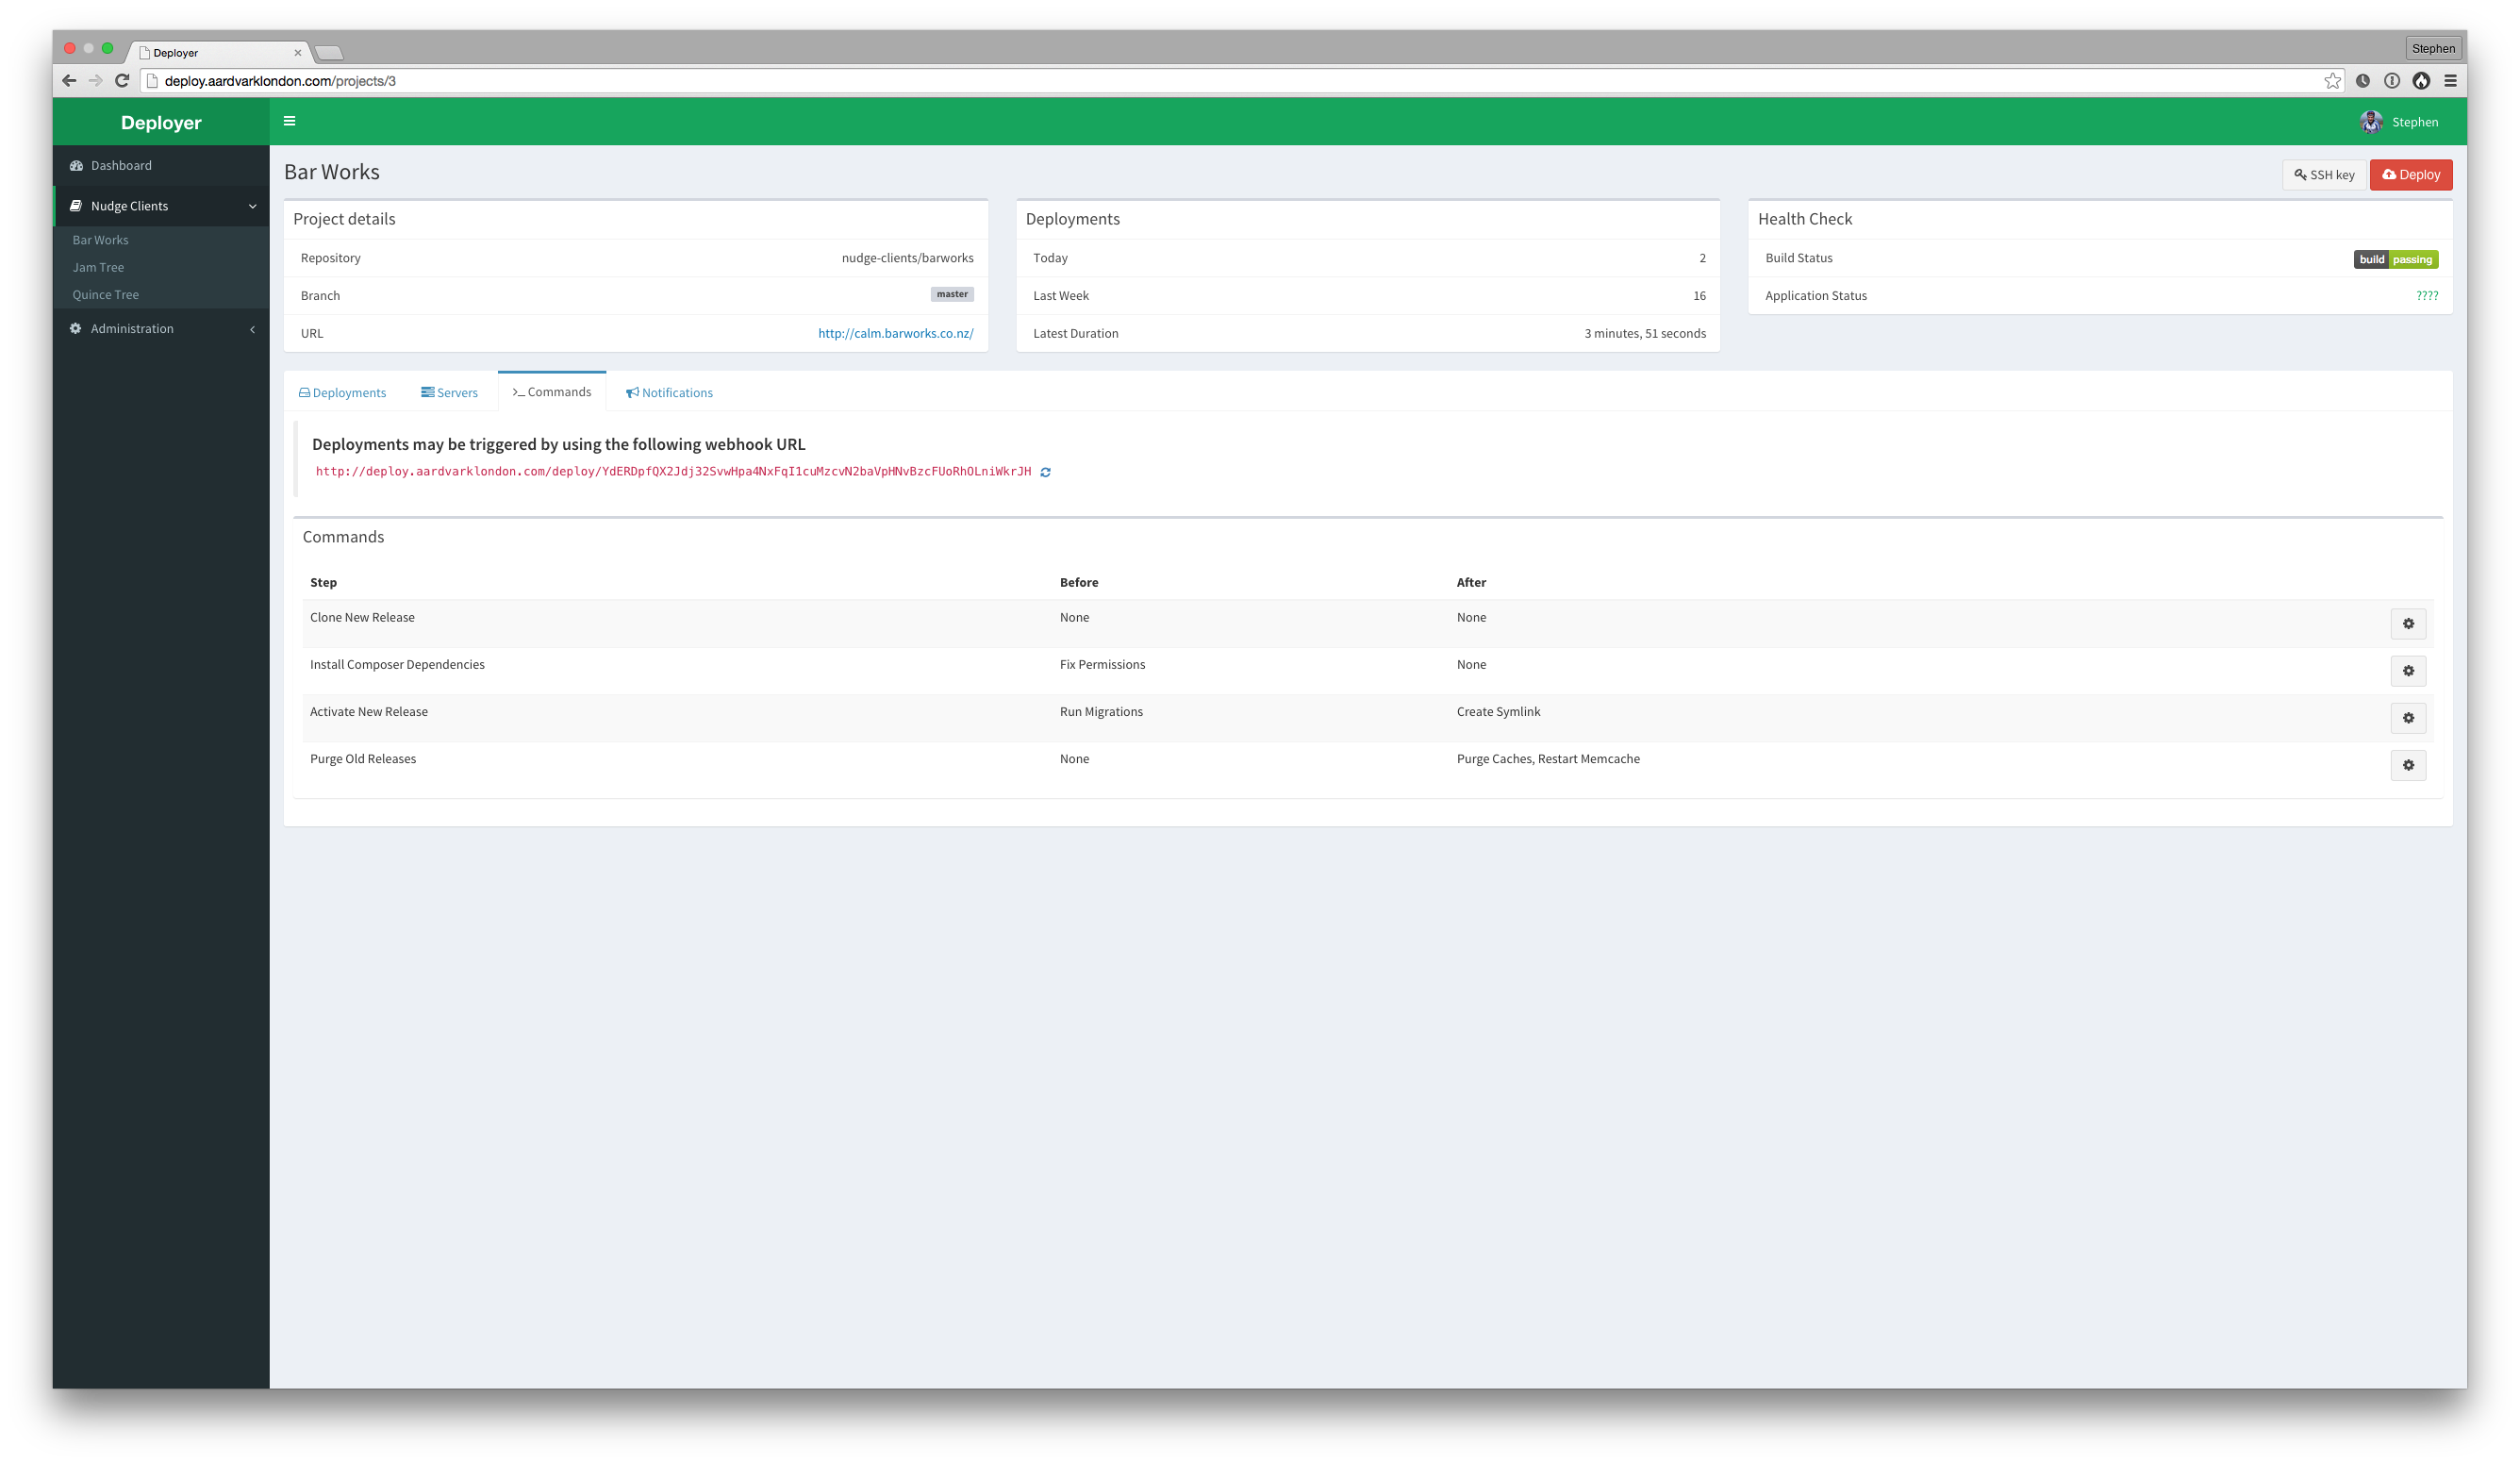 Deployer
Stephen
deploy.aardvarklondon.com/projects/3
Deployer
Stephen
Dashboard
Nudge Clients
Bar Works
Jam Tree
Quince Tree
Administration
Bar Works
SSH key
Deploy
Project details
Repository nudge-clients/barworks
Branch master
URL http://calm.barworks.co.nz/
Deployments
Today 2
Last Week 16
Latest Duration 3 minutes, 51 seconds
Health Check
Build Status build passing
Application Status ????
Deployments Servers >_ Commands Notifications
Deployments may be triggered by using the following webhook URL
http://deploy.aardvarklondon.com/deploy/YdERDpfQX2Jdj32SvwHpa4NxFqI1cuMzcvN2baVpHNvBzcFUoRhOLniWkrJH
Commands
Step Before After
Clone New Release None None
Install Composer Dependencies Fix Permissions None
Activate New Release Run Migrations Create Symlink
Purge Old Releases None Purge Caches, Restart Memcache